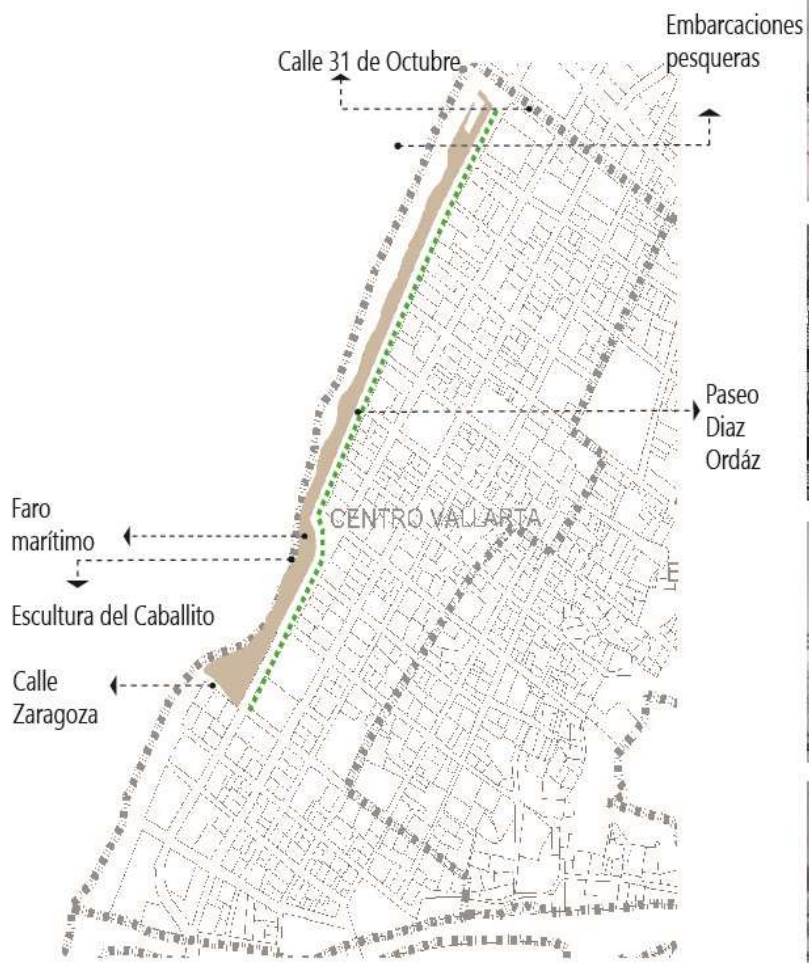 Embarcaciones
pesqueras
Calle 31 de Octubre
Paseo
Diaz
Ordáz
CENTRO VALLARTA
Faro
marítimo
Escultura del Caballito
Calle
Zaragoza
E